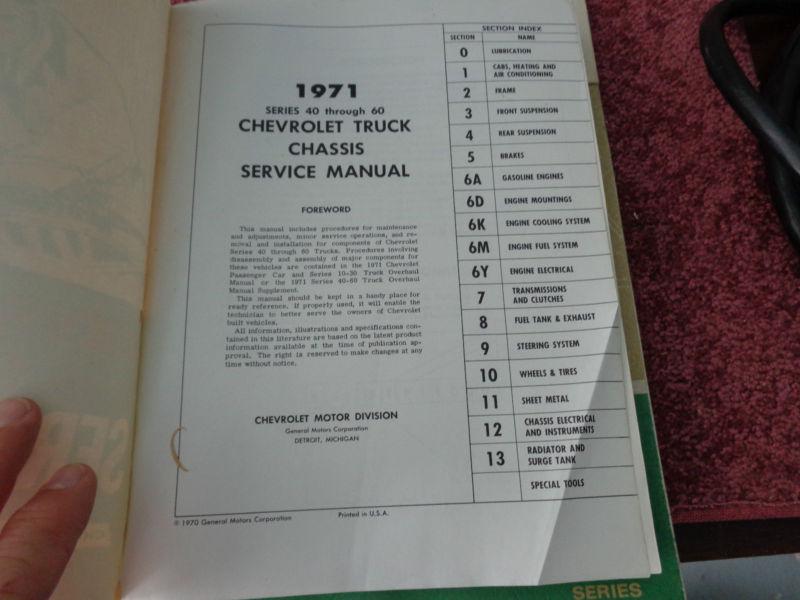 1971
SERIES 40 through 60
CHEVROLET TRUCK
CHASSIS
SERVICE MANUAL
FOREWORD
This manual includes procedures for maintenance
and adjustments, minor service operations, and re-
moval and installation for components of Chevrolet
Series 40 through 60 Trucks. Procedures involving
disassembly and assembly of major components for
these vehicles are contained in the 1971 Chevrolet
Passenger Car and Series 10-30 Truck Overhaul
Manual or the 1971 Series 40-60 Truck Overhaul
Manual Supplement.
This manual should be kept in a handy place for
ready reference. If properly used, it will enable the
technician to better serve the owners of Chevrolet
built vehicles.
All information, illustrations and specifications con-
tained in this literature are based on the latest product
information available at the time of publication ap-
proval. The right is reserved to make changes at any
time without notice.
CHEVROLET MOTOR DIVISION
General Motors Corporation
DETROIT, MICHIGAN
© 1970 General Motors Corporation
Printed in U.S.A.
SECTION INDEX
SECTION NAME
0 LUBRICATION
1 CABS, HEATING AND
AIR CONDITIONING
2 FRAME
3 FRONT SUSPENSION
4 REAR SUSPENSION
5 BRAKES
6A GASOLINE ENGINES
6D ENGINE MOUNTINGS
6K ENGINE COOLING SYSTEM
6M ENGINE FUEL SYSTEM
6Y ENGINE ELECTRICAL
7 TRANSMISSIONS
AND CLUTCHES
8 FUEL TANK & EXHAUST
9 STEERING SYSTEM
10 WHEELS & TIRES
11 SHEET METAL
12 CHASSIS ELECTRICAL
AND INSTRUMENTS
13 RADIATOR AND
SURGE TANK
SPECIAL TOOLS
SERIES